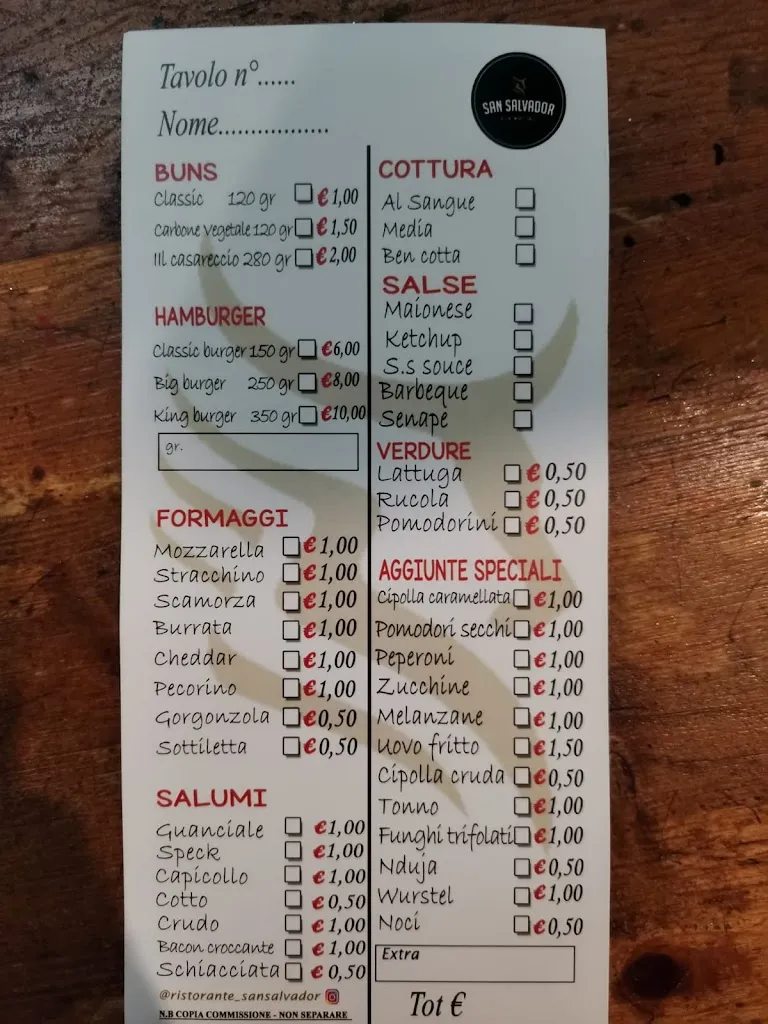 Tavolo n°......
Nome.................
SAN SALVADOR
BUNS
Classic 120 gr €1,00
Carbone Vegetale 120 gr €1,50
Ill casareccio 280 gr €2,00
HAMBURGER
Classic burger 150 gr €6,00
Big burger 250 gr €8,00
King burger 350 gr €10,00
gr.
FORMAGGI
Mozzarella €1,00
Stracchino €1,00
Scamorza €1,00
Burrata €1,00
Cheddar €1,00
Pecorino €1,00
Gorgonzola €0,50
Sottiletta €0,50
SALUMI
Guanciale €1,00
Speck €1,00
Capicollo €1,00
Cotto €0,50
Crudo €1,00
Bacon croccante €1,00
Schiacciata €0,50
@ristorante_sansalvador
N.B COPIA COMMISSIONE - NON SEPARARE
COTTURA
Al Sangue
Media
Ben cotta
SALSE
Maionese
Ketchup
S.s souce
Barbeque
Senape
VERDURE
Lattuga €0,50
Rucola €0,50
Pomodorini €0,50
AGGIUNTE SPECIALI
Cipolla caramellata €1,00
Pomodori secchi €1,00
Peperoni €1,00
Zucchine €1,00
Melanzane €1,00
Uovo fritto €1,50
Cipolla cruda €0,50
Tonno €1,00
Funghi trifolati €1,00
Nduja €0,50
Wurstel €1,00
Noci €0,50
Extra
Tot €